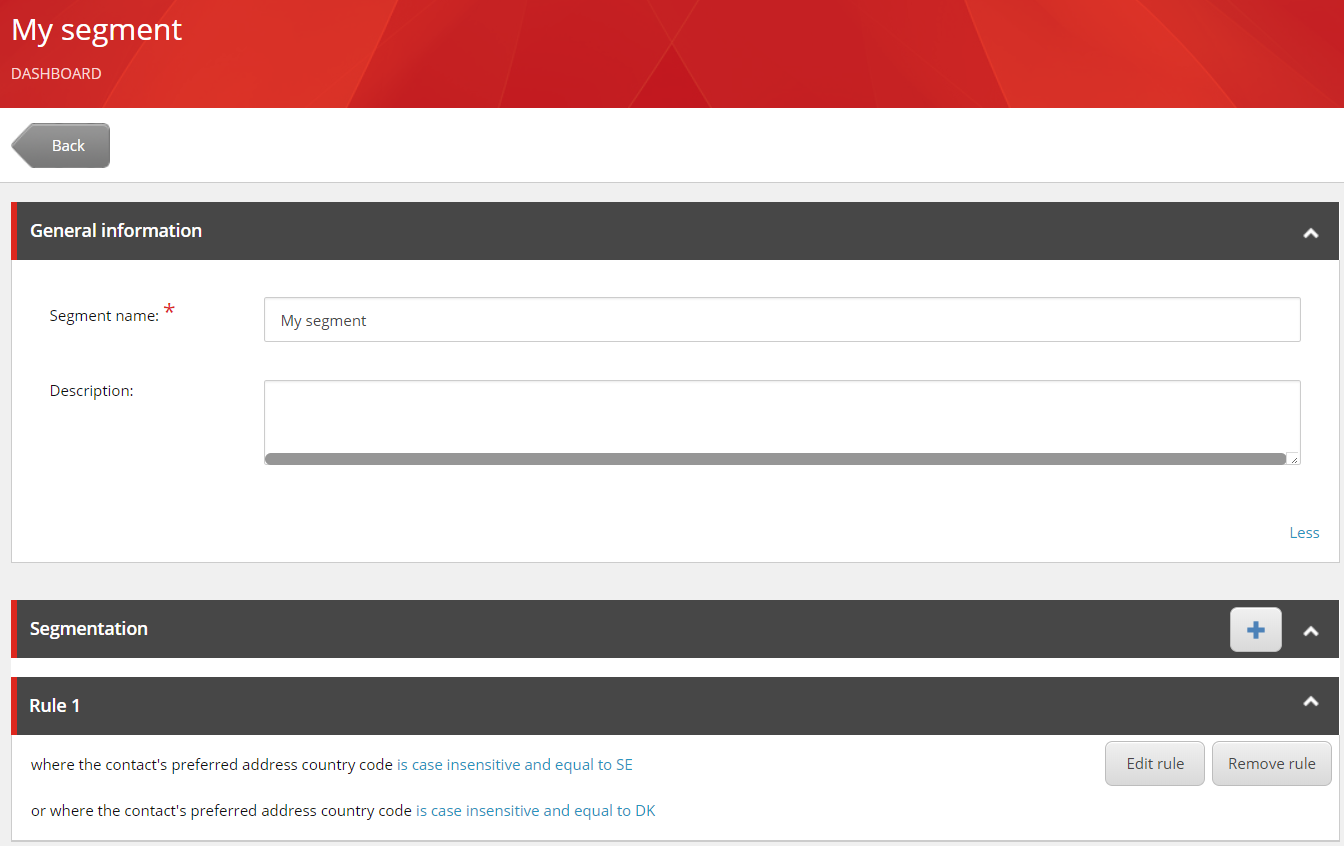 My segment
DASHBOARD
Back
General information
Segment name: *
My segment
Description:
Less
Segmentation
Rule 1
where the contact's preferred address country code is case insensitive and equal to SE
Edit rule
Remove rule
or where the contact's preferred address country code is case insensitive and equal to DK